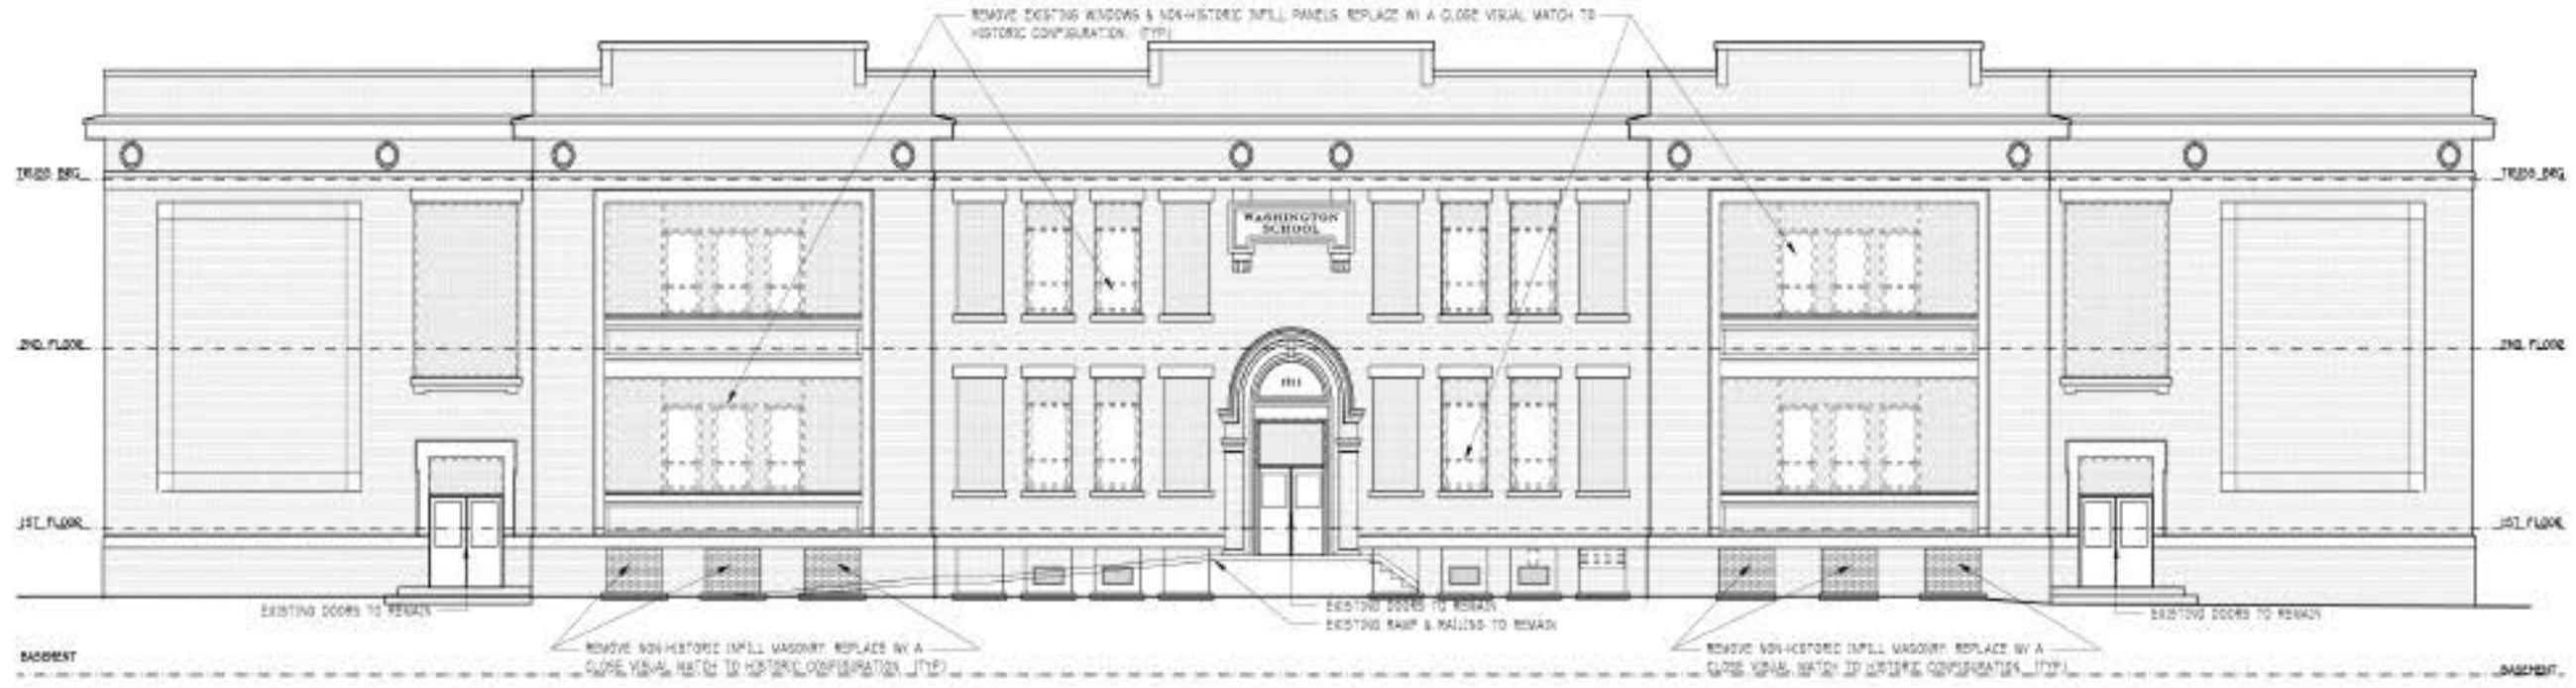 REMOVE EXISTING WINDOWS & NON-HISTORIC INFILL PANELS. REPLACE W/ A CLOSE VISUAL MATCH TO
HISTORIC CONFIGURATION. (TYP)
TRUSS BRG
TRUSS BRG
WASHINGTON
SCHOOL
2ND FLOOR
2ND FLOOR
1911
1ST FLOOR
1ST FLOOR
EXISTING DOORS TO REMAIN
EXISTING DOORS TO REMAIN
EXISTING RAMP & RAILING TO REMAIN
EXISTING DOORS TO REMAIN
REMOVE NON-HISTORIC INFILL MASONRY. REPLACE W/ A
CLOSE VISUAL MATCH TO HISTORIC CONFIGURATION. (TYP)
REMOVE NON-HISTORIC INFILL MASONRY. REPLACE W/ A
CLOSE VISUAL MATCH TO HISTORIC CONFIGURATION. (TYP)
BASEMENT
BASEMENT